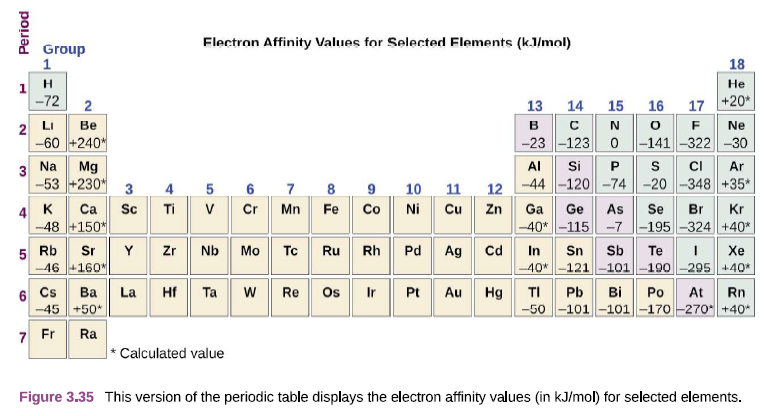 Period
Electron Affinity Values for Selected Elements (kJ/mol)
Group
1 18
1 H He
–72 2 13 14 15 16 17 +20*
2 Li Be B C N O F Ne
–60 +240* –23 –123 0 –141 –322 –30
3 Na Mg Al Si P S Cl Ar
–53 +230* 3 4 5 6 7 8 9 10 11 12 –44 –120 –74 –20 –348 +35*
4 K Ca Sc Ti V Cr Mn Fe Co Ni Cu Zn Ga Ge As Se Br Kr
–48 +150* –40* –115 –7 –195 –324 +40*
5 Rb Sr Y Zr Nb Mo Tc Ru Rh Pd Ag Cd In Sn Sb Te I Xe
–46 +160* –40* –121 –101 –190 –295 +40*
6 Cs Ba La Hf Ta W Re Os Ir Pt Au Hg Tl Pb Bi Po At Rn
–45 +50* –50 –101 –101 –170 –270* +40*
7 Fr Ra
* Calculated value
Figure 3.35 This version of the periodic table displays the electron affinity values (in kJ/mol) for selected elements.